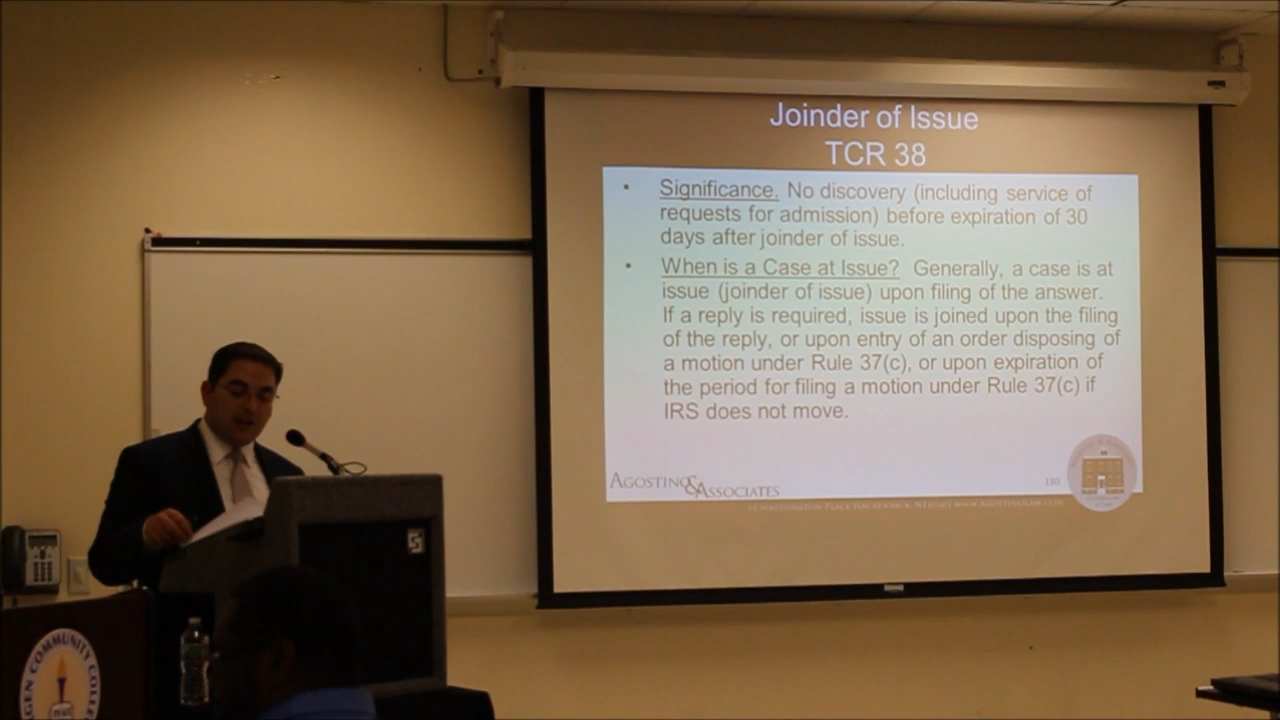 Joinder of Issue
TCR 38
• Significance. No discovery (including service of
requests for admission) before expiration of 30
days after joinder of issue.
• When is a Case at Issue? Generally, a case is at
issue (joinder of issue) upon filing of the answer.
If a reply is required, issue is joined upon the filing
of the reply, or upon entry of an order disposing of
a motion under Rule 37(c), or upon expiration of
the period for filing a motion under Rule 37(c) if
IRS does not move.
AGOSTINO & ASSOCIATES
180
GEN COMMUNITY COLLE